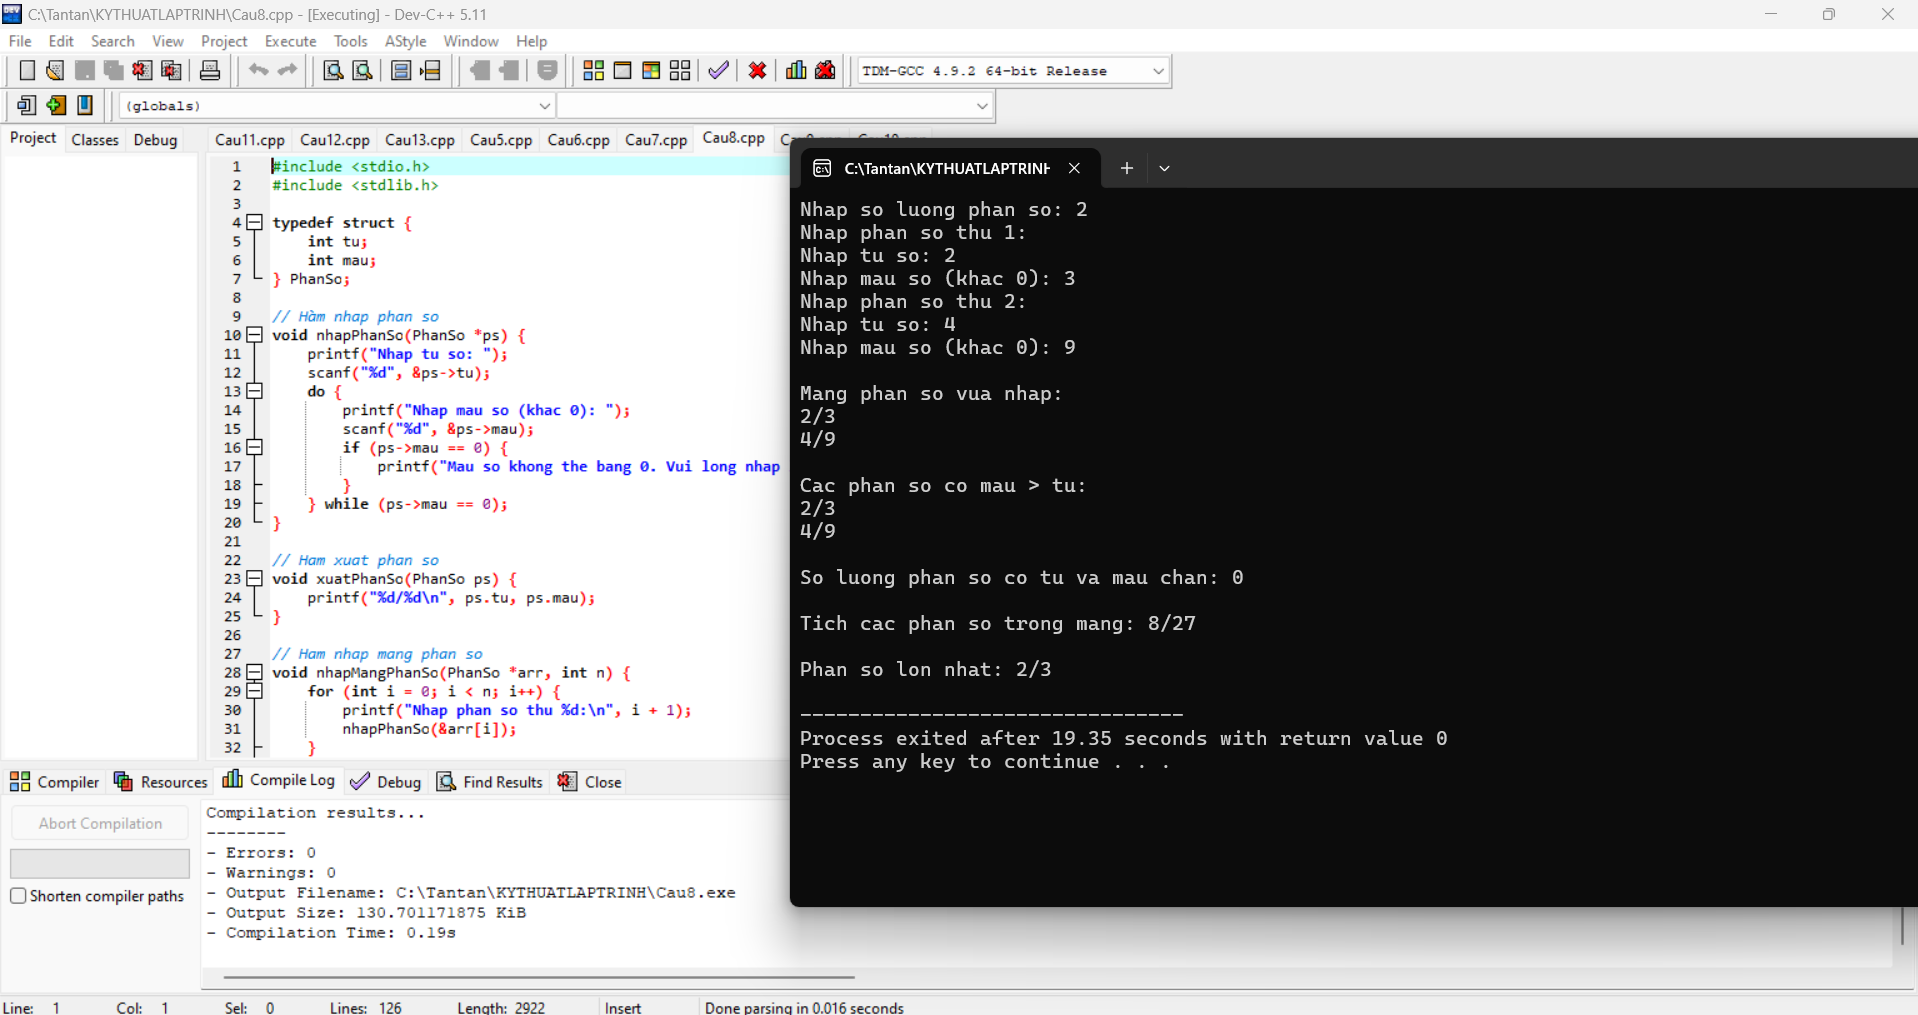 C:\Tantan\KYTHUATLAPTRINH\Cau8.cpp - [Executing] - Dev-C++ 5.11
File Edit Search View Project Execute Tools AStyle Window Help
TDM-GCC 4.9.2 64-bit Release
(globals)
Project Classes Debug
Cau11.cpp Cau12.cpp Cau13.cpp Cau5.cpp Cau6.cpp Cau7.cpp Cau8.cpp
1 #include <stdio.h>
2 #include <stdlib.h>
3
4 typedef struct {
5 int tu;
6 int mau;
7 } PhanSo;
8
9 // Hàm nhap phan so
10 void nhapPhanSo(PhanSo *ps) {
11 printf("Nhap tu so: ");
12 scanf("%d", &ps->tu);
13 do {
14 printf("Nhap mau so (khac 0): ");
15 scanf("%d", &ps->mau);
16 if (ps->mau == 0) {
17 printf("Mau so khong the bang 0. Vui long nhap
18 }
19 } while (ps->mau == 0);
20 }
21
22 // Ham xuat phan so
23 void xuatPhanSo(PhanSo ps) {
24 printf("%d/%d\n", ps.tu, ps.mau);
25 }
26
27 // Ham nhap mang phan so
28 void nhapMangPhanSo(PhanSo *arr, int n) {
29 for (int i = 0; i < n; i++) {
30 printf("Nhap phan so thu %d:\n", i + 1);
31 nhapPhanSo(&arr[i]);
32 }
C:\Tantan\KYTHUATLAPTRINH
Nhap so luong phan so: 2
Nhap phan so thu 1:
Nhap tu so: 2
Nhap mau so (khac 0): 3
Nhap phan so thu 2:
Nhap tu so: 4
Nhap mau so (khac 0): 9
Mang phan so vua nhap:
2/3
4/9
Cac phan so co mau > tu:
2/3
4/9
So luong phan so co tu va mau chan: 0
Tich cac phan so trong mang: 8/27
Phan so lon nhat: 2/3
--------------------------------
Process exited after 19.35 seconds with return value 0
Press any key to continue . . .
Compiler Resources Compile Log Debug Find Results Close
Abort Compilation
Shorten compiler paths
Compilation results...
--------
- Errors: 0
- Warnings: 0
- Output Filename: C:\Tantan\KYTHUATLAPTRINH\Cau8.exe
- Output Size: 130.701171875 KiB
- Compilation Time: 0.19s
Line: 1 Col: 1 Sel: 0 Lines: 126 Length: 2922 Insert Done parsing in 0.016 seconds